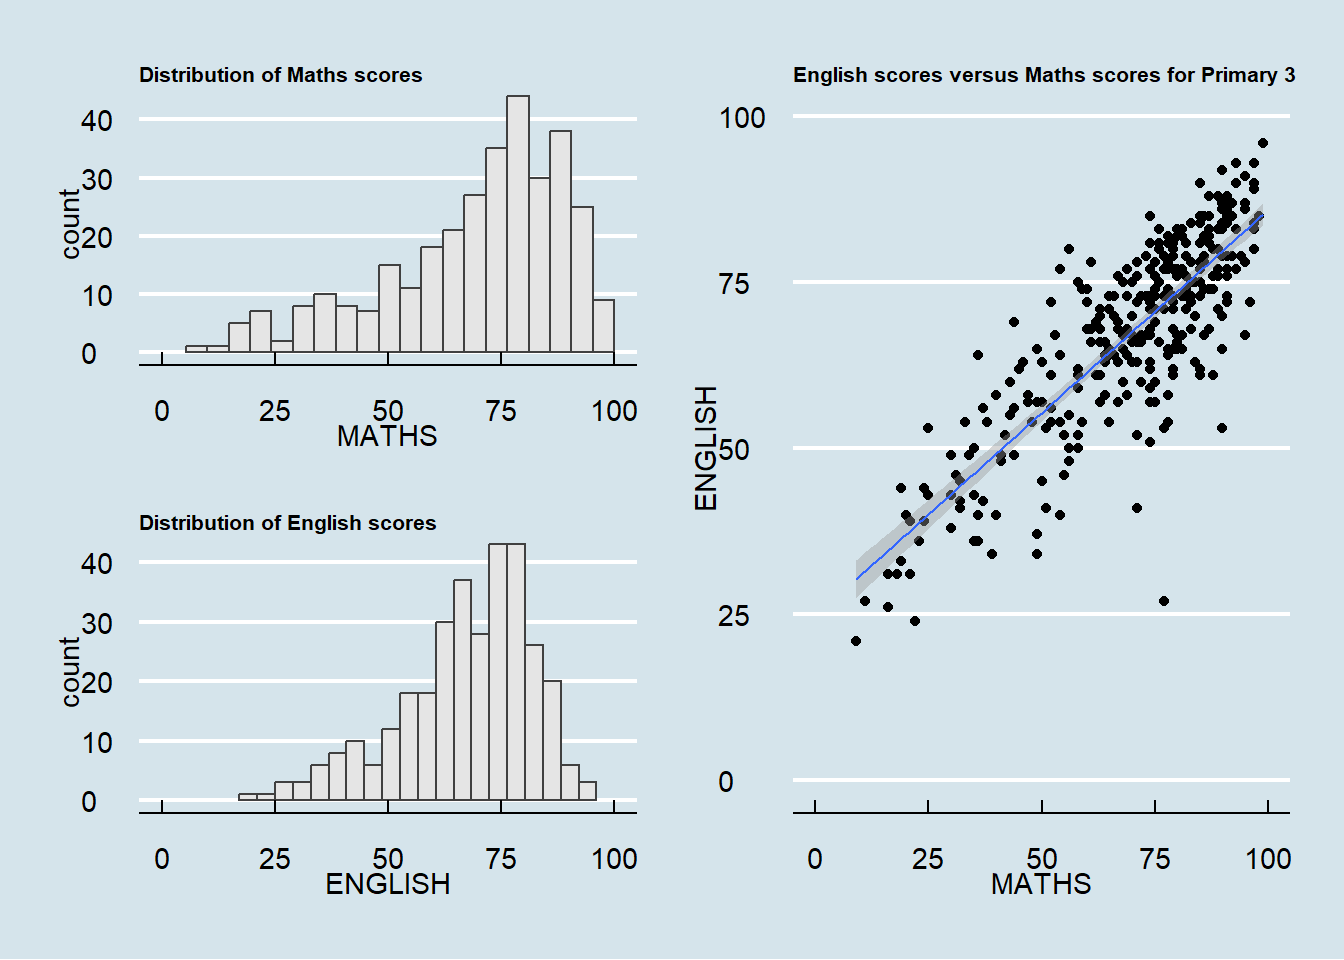 Distribution of Maths scores
40
30
20
10
0
count
0 25 50 75 100
MATHS
Distribution of English scores
40
30
20
10
0
count
0 25 50 75 100
ENGLISH
English scores versus Maths scores for Primary 3
100
75
50
25
0
ENGLISH
0 25 50 75 100
MATHS